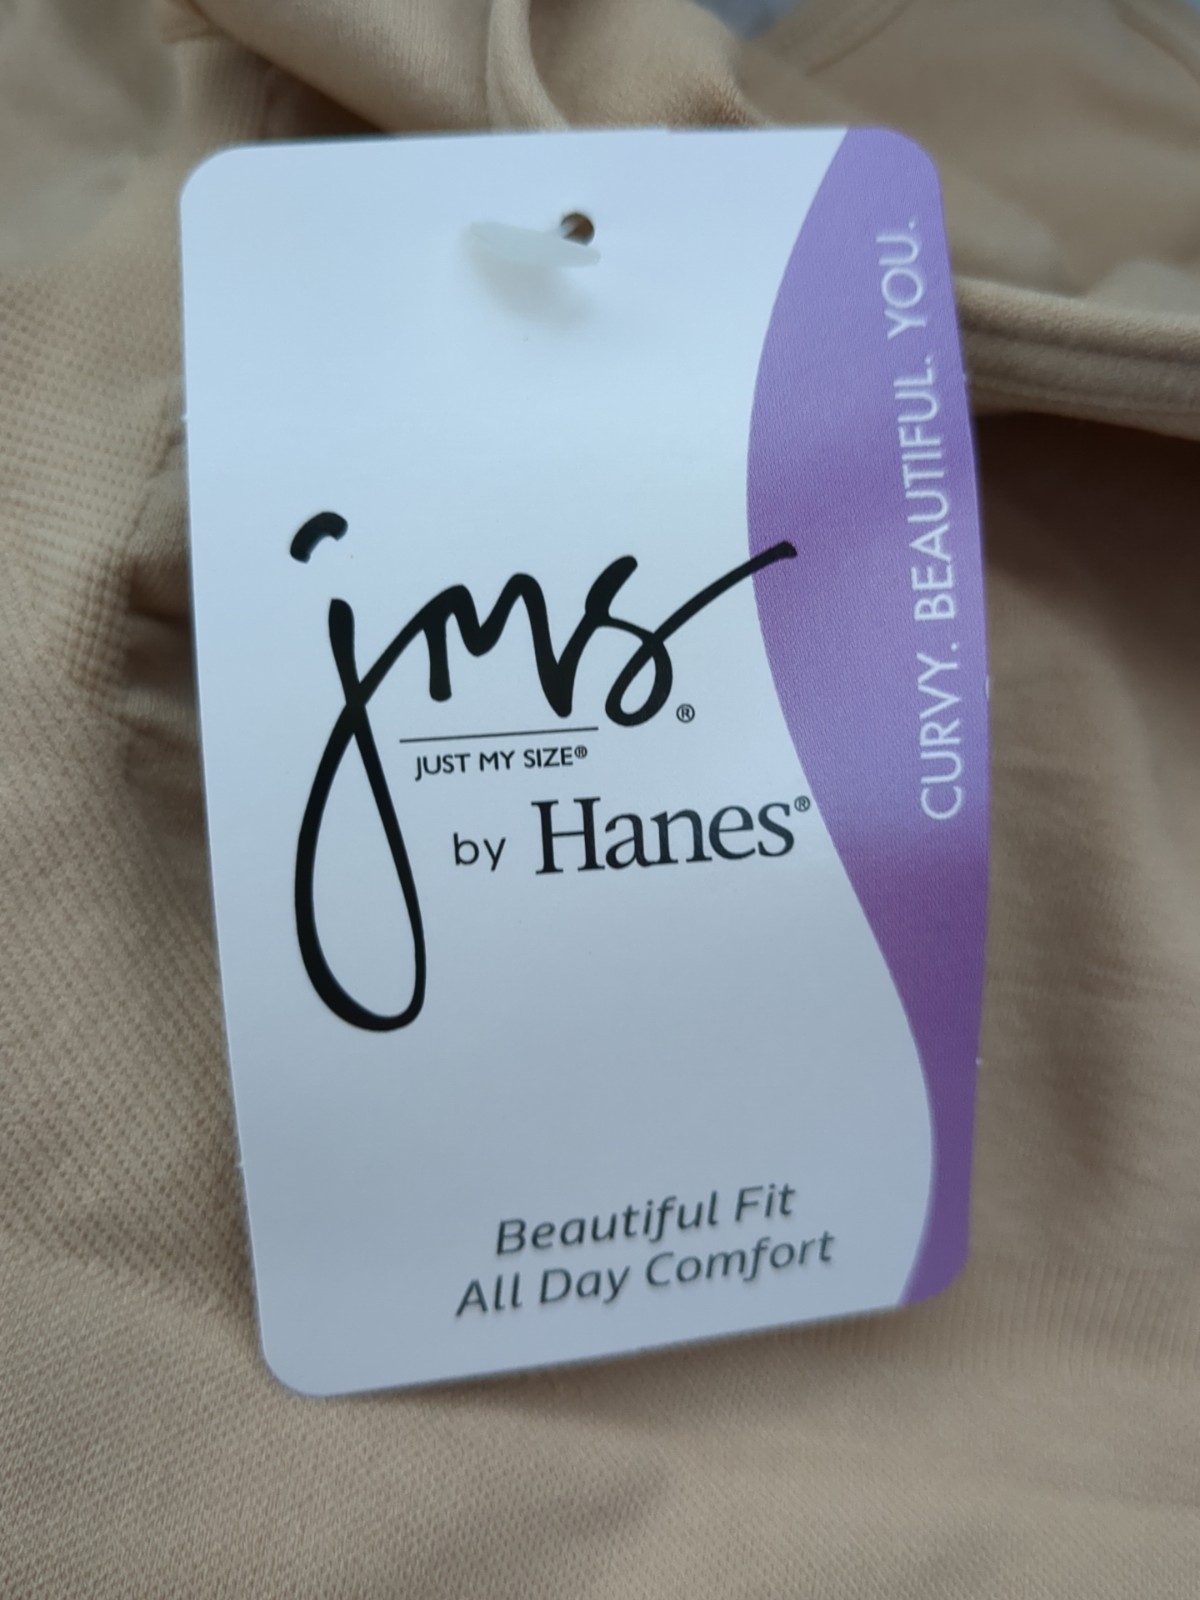 jms®
JUST MY SIZE®
by Hanes®
CURVY. BEAUTIFUL. YOU.
Beautiful Fit
All Day Comfort